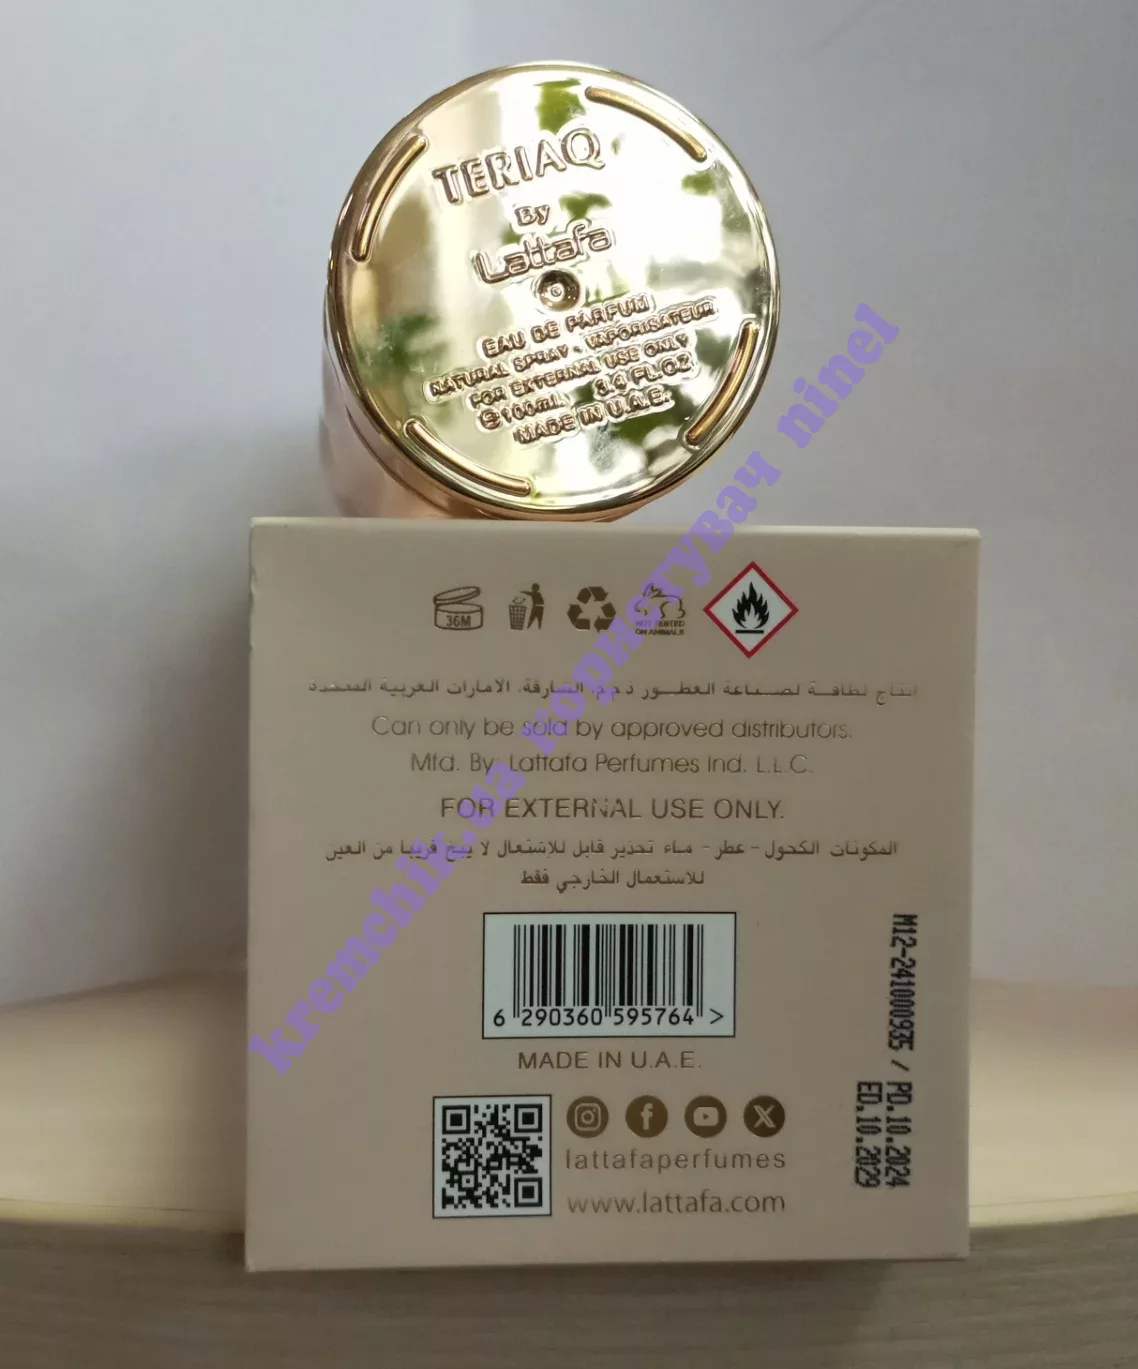 TERIAQ
By
Lattafa
EAU DE PARFUM
NATURAL SPRAY - VAPORISATEUR
FOR EXTERNAL USE ONLY
100ml 3.4 FL.OZ
MADE IN U.A.E.
36M
NOT TESTED
ON ANIMALS
إنتاج لطافة لصناعة العطور ذ.م.م. الشارقة، الامارات العربية المتحدة
Can only be sold by approved distributors.
Mfd. By: Lattafa Perfumes Ind. L.L.C.
FOR EXTERNAL USE ONLY.
المكونات الكحول - عطر - ماء تحذير قابل للإشتعال لا يبخ قريبا من العين
للاستعمال الخارجي فقط
6 290360 595764 >
MADE IN U.A.E.
lattafaperfumes
www.lattafa.com
M12-241000935 / PD.10.2024
ED.10.2029
kremchik.ua користувач ninel